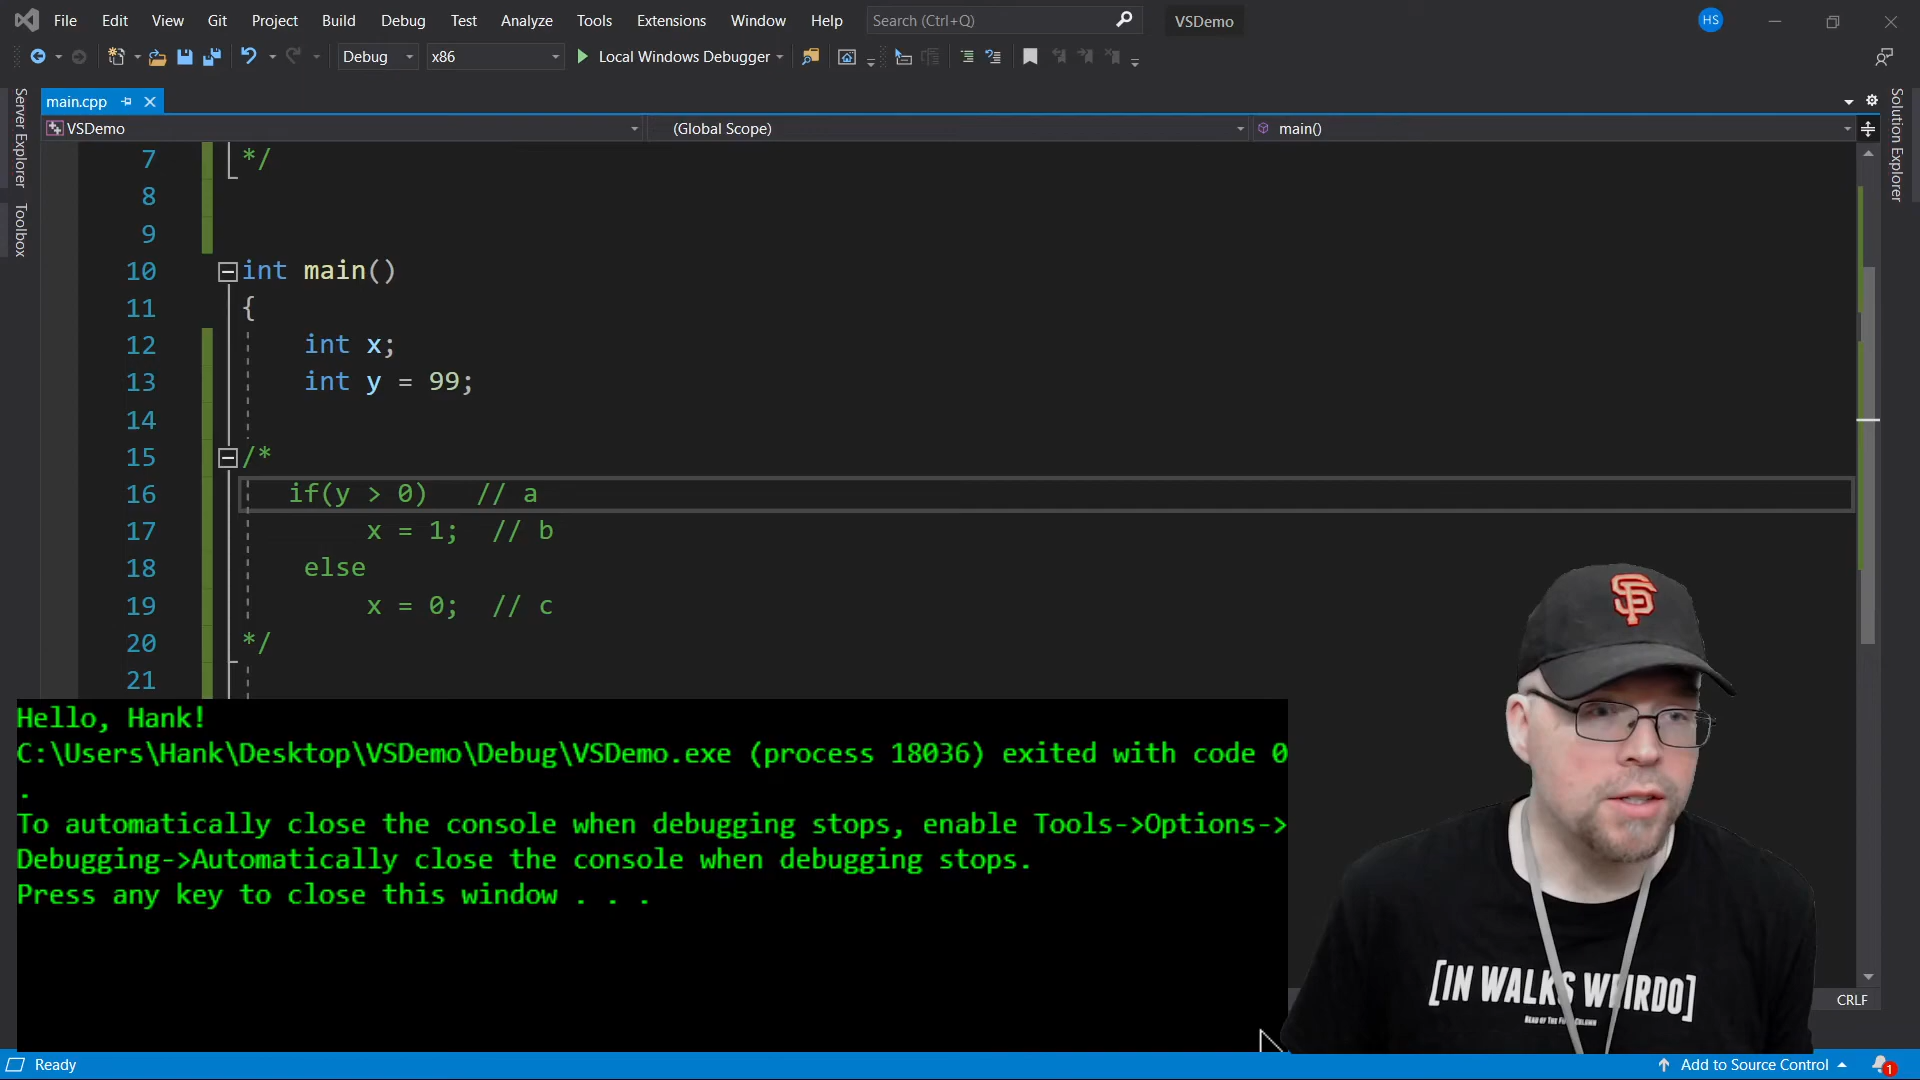 File Edit View Git Project Build Debug Test Analyze Tools Extensions Window Help Search (Ctrl+Q) VSDemo HS
Debug x86 Local Windows Debugger
main.cpp
VSDemo (Global Scope) main()
Server Explorer
Toolbox
Solution Explorer
7 */
8
9
10 int main()
11 {
12 int x;
13 int y = 99;
14
15 /*
16 if(y > 0) // a
17 x = 1; // b
18 else
19 x = 0; // c
20 */
21
Hello, Hank!
C:\Users\Hank\Desktop\VSDemo\Debug\VSDemo.exe (process 18036) exited with code 0
.
To automatically close the console when debugging stops, enable Tools->Options->
Debugging->Automatically close the console when debugging stops.
Press any key to close this window . . .
SF
[IN WALKS WEIRDO]
CRLF
Ready Add to Source Control 1